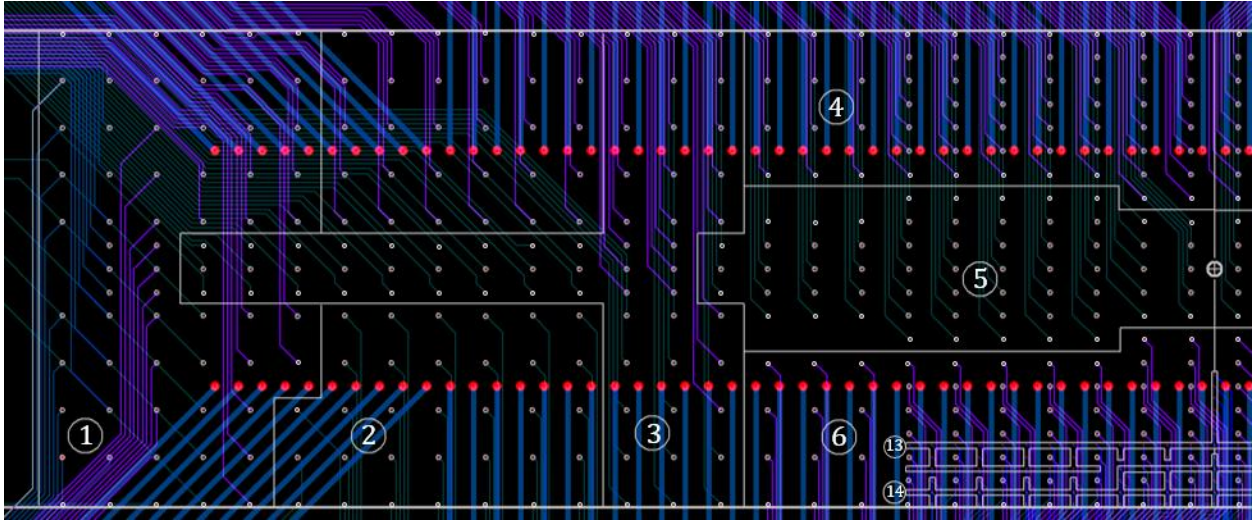 ④
⑤
① ② ③ ⑥ ⑬
⑭